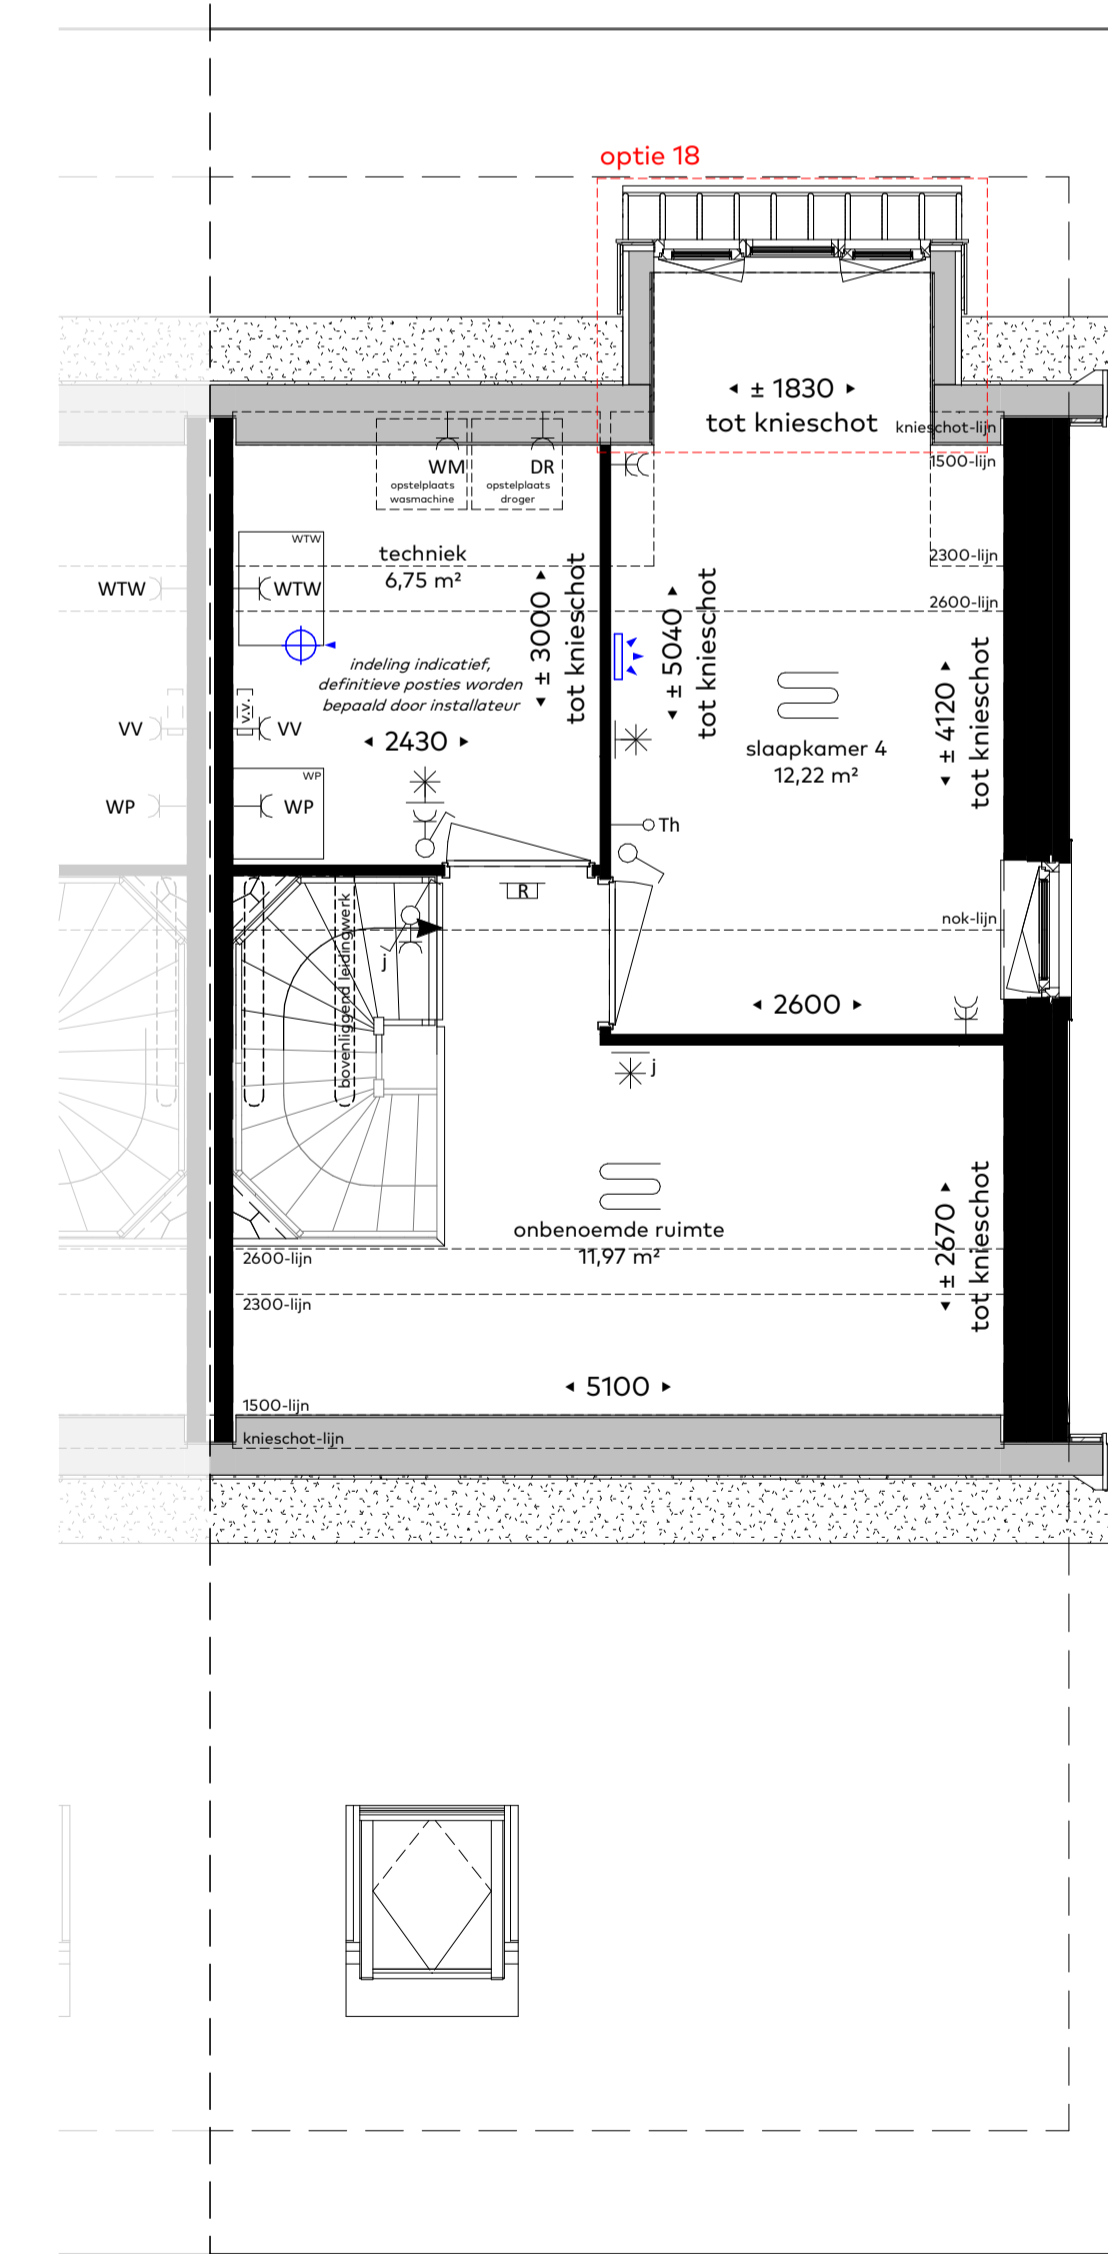 optie 18
± 1830
tot knieschot
knieschot-lijn
1500-lijn
WM
DR
opstelplaats
wasmachine
opstelplaats
droger
WTW
techniek
6,75 m²
2300-lijn
WTW
WTW
2600-lijn
± 3000
tot knieschot
± 5040
tot knieschot
± 4120
tot knieschot
indeling indicatief,
definitieve posties worden
bepaald door installateur
v.v.
VV
VV
2430
slaapkamer 4
12,22 m²
WP
WP
WP
Th
R
nok-lijn
bovenliggend leidingwerk
j
2600
j
onbenoemde ruimte
11,97 m²
± 2670
tot knieschot
2600-lijn
2300-lijn
5100
1500-lijn
knieschot-lijn